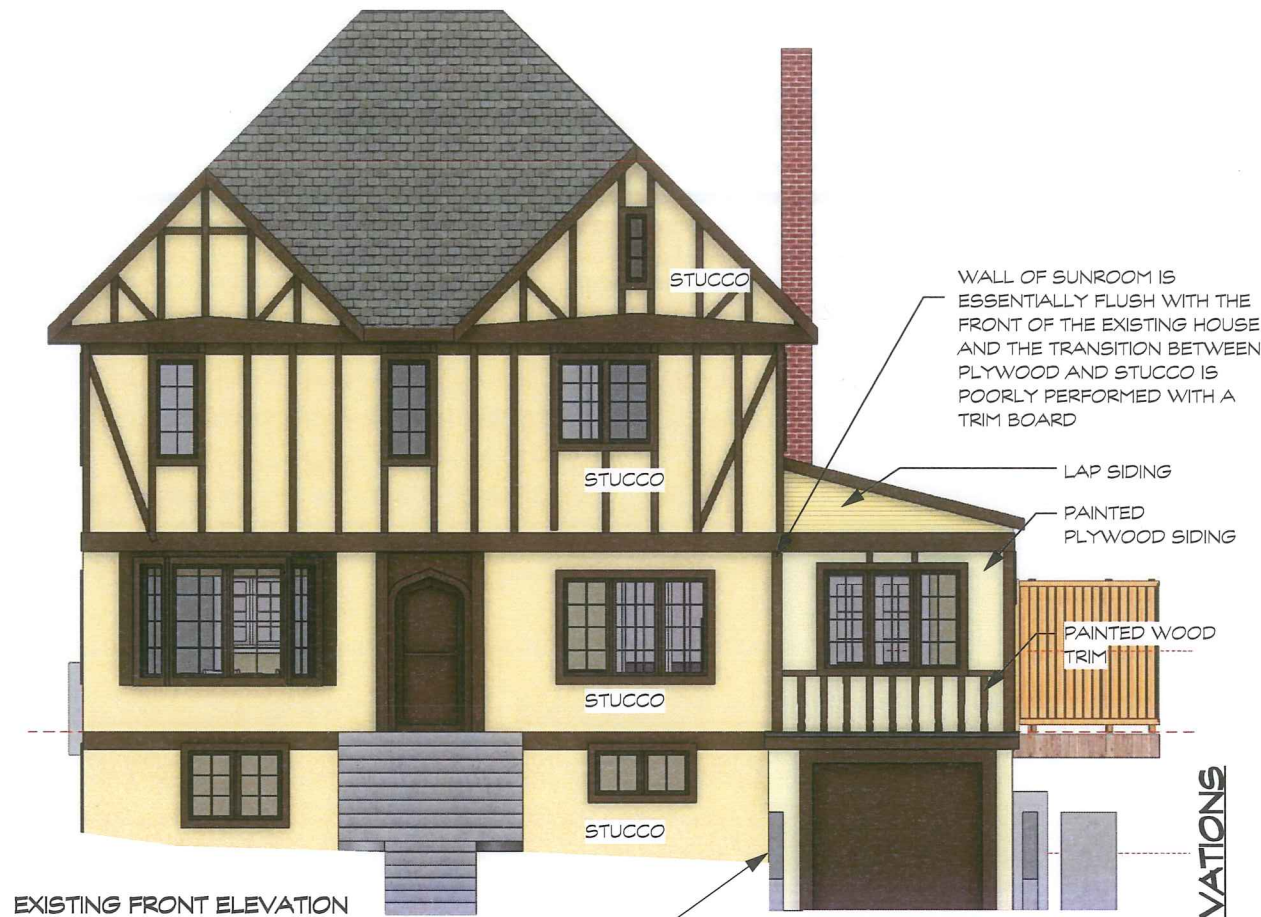 STUCCO
WALL OF SUNROOM IS
ESSENTIALLY FLUSH WITH THE
FRONT OF THE EXISTING HOUSE
AND THE TRANSITION BETWEEN
PLYWOOD AND STUCCO IS
POORLY PERFORMED WITH A
TRIM BOARD
LAP SIDING
STUCCO
PAINTED
PLYWOOD SIDING
PAINTED WOOD
TRIM
STUCCO
STUCCO
VATIONS
EXISTING FRONT ELEVATION